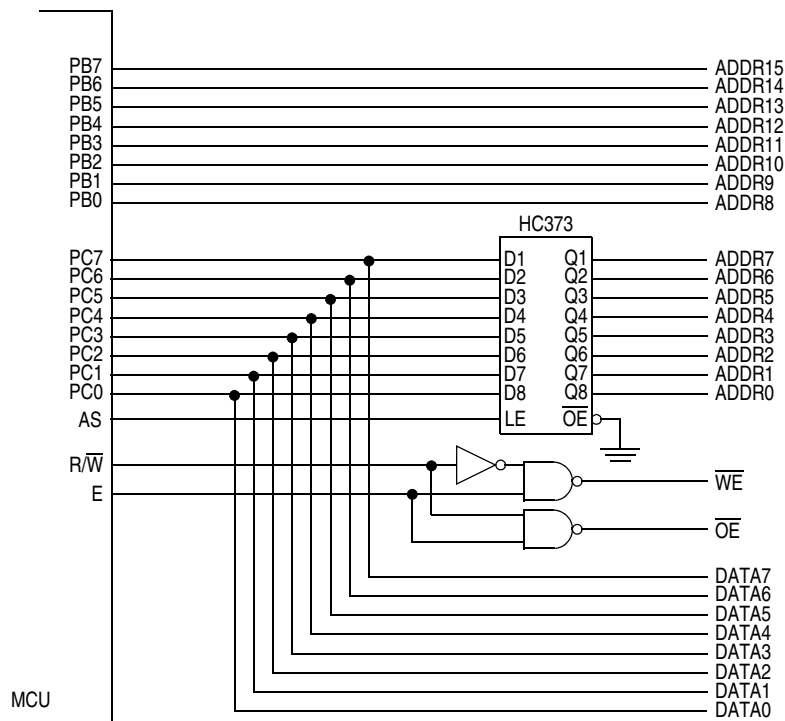 PB7 ADDR15
PB6 ADDR14
PB5 ADDR13
PB4 ADDR12
PB3 ADDR11
PB2 ADDR10
PB1 ADDR9
PB0 ADDR8
HC373
PC7 D1 Q1 ADDR7
PC6 D2 Q2 ADDR6
PC5 D3 Q3 ADDR5
PC4 D4 Q4 ADDR4
PC3 D5 Q5 ADDR3
PC2 D6 Q6 ADDR2
PC1 D7 Q7 ADDR1
PC0 D8 Q8 ADDR0
AS LE O̅E̅
R/W̅
W̅E̅
E
O̅E̅
DATA7
DATA6
DATA5
DATA4
DATA3
DATA2
DATA1
MCU
DATA0